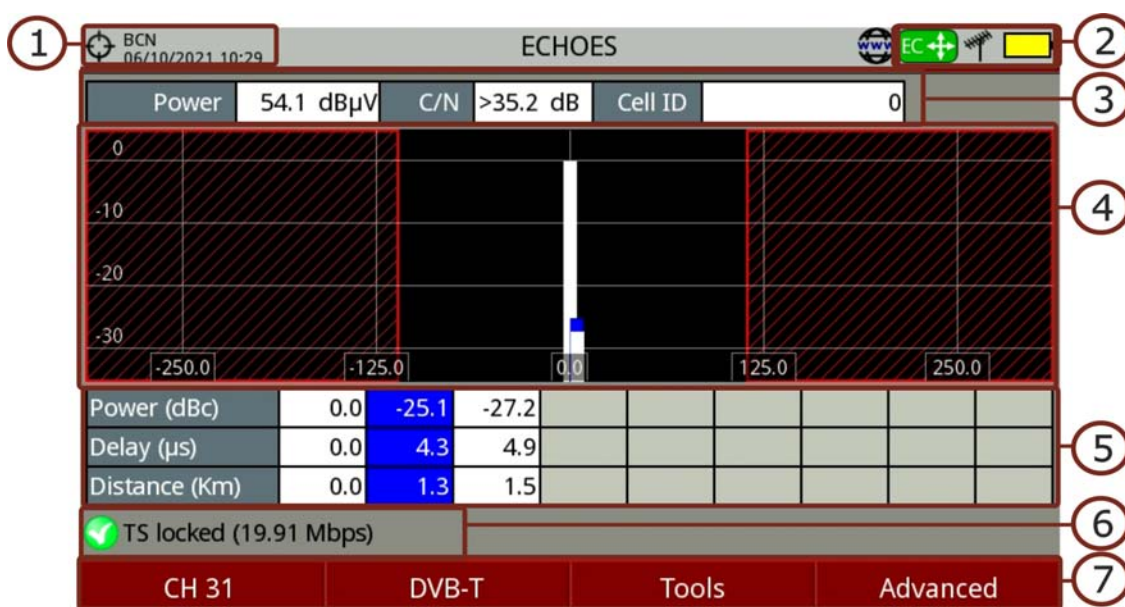 1
BCN
06/10/2021 10:29
ECHOES
www
EC
2
Power 54.1 dBµV C/N >35.2 dB Cell ID 0
3
0
-10
-20
-30
-250.0 -125.0 0.0 125.0 250.0
4
Power (dBc) 0.0 -25.1 -27.2
Delay (µs) 0.0 4.3 4.9
Distance (Km) 0.0 1.3 1.5
5
TS locked (19.91 Mbps)
6
CH 31 DVB-T Tools Advanced
7